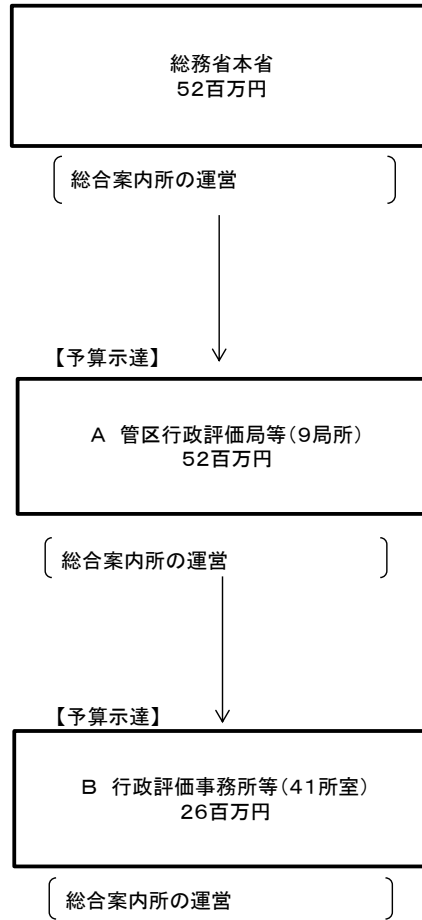 総務省本省
52百万円
総合案内所の運営
【予算示達】
A 管区行政評価局等(9局所)
52百万円
総合案内所の運営
【予算示達】
B 行政評価事務所等(41所室)
26百万円
総合案内所の運営